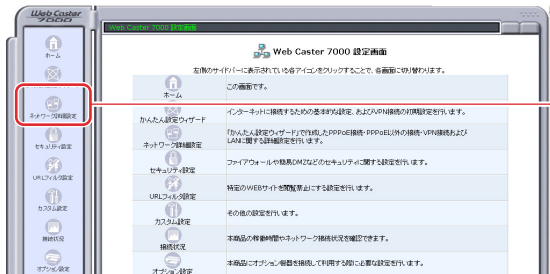 Web Caster
7000
ホーム
ネットワーク詳細設定
セキュリティ設定
URLフィルタ設定
カスタム設定
接続状況
オプション設定
Web Caster 7000 設定画面
Web Caster 7000 設定画面
左側のサイドバーに表示されている各アイコンをクリックすることで、各画面に切り替わります。
ホーム
この画面です。
かんたん設定ウィザード
インターネットに接続するための基本的な設定、およびVPN接続の初期設定を行います。
ネットワーク詳細設定
「かんたん設定ウィザード」で作成したPPPoE接続・PPPoE以外の接続・VPN接続および
LANに関する詳細設定を行います。
セキュリティ設定
ファイアウォールや簡易DMZなどのセキュリティに関する設定を行います。
URLフィルタ設定
特定のWEBサイトを閲覧禁止にする設定を行います。
カスタム設定
その他の設定を行います。
接続状況
本商品の稼働時間やネットワーク接続状況を確認できます。
オプション設定
本商品にオプション機器を接続して利用する際に必要な設定を行います。